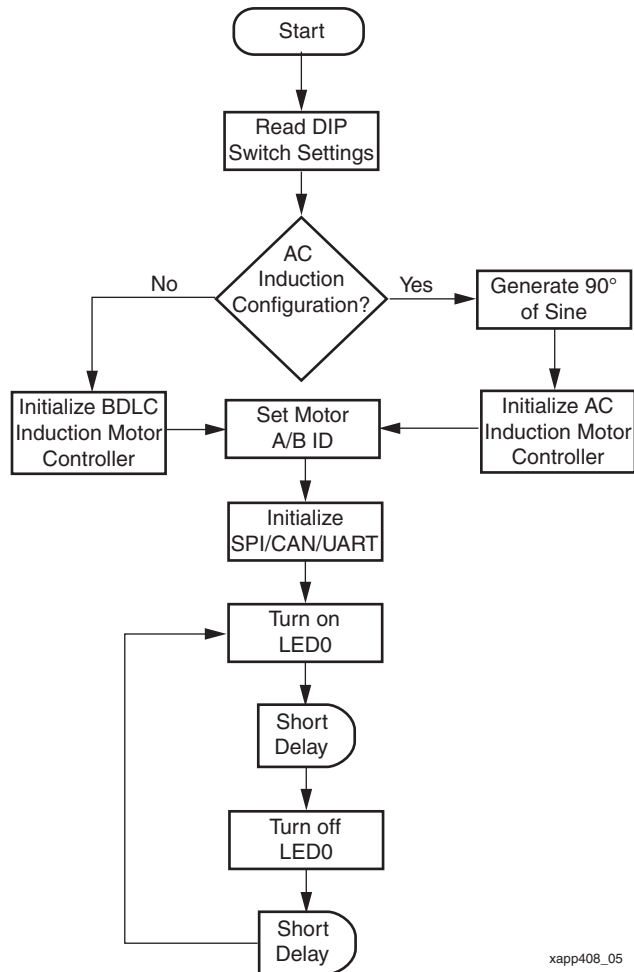 Start
Read DIP
Switch Settings
AC
Induction
Configuration?
No
Yes
Generate 90°
of Sine
Initialize BDLC
Induction Motor
Controller
Set Motor
A/B ID
Initialize AC
Induction Motor
Controller
Initialize
SPI/CAN/UART
Turn on
LED0
Short
Delay
Turn off
LED0
Short
Delay
xapp408_05